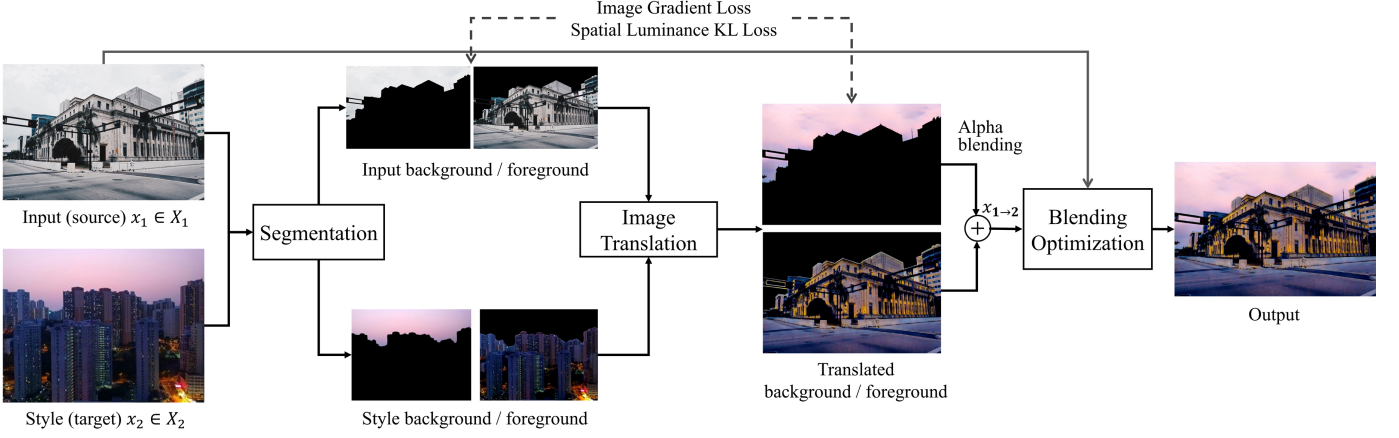 Image Gradient Loss
Spatial Luminance KL Loss
Input (source) x₁ ∈ X₁
Segmentation
Input background / foreground
Image
Translation
Alpha
blending
x₁→₂
+
Blending
Optimization
Output
Style (target) x₂ ∈ X₂
Style background / foreground
Translated
background / foreground